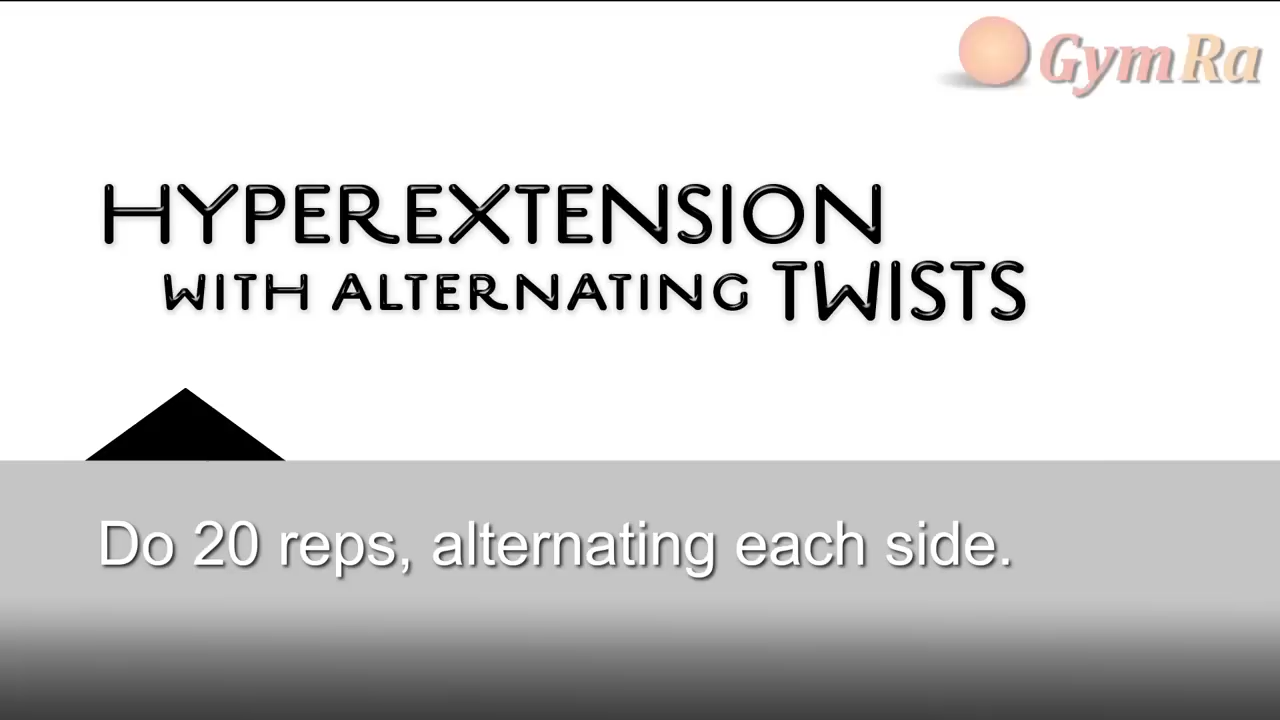 GymRa
HYPEREXTENSION
WITH ALTERNATING TWISTS
Do 20 reps, alternating each side.